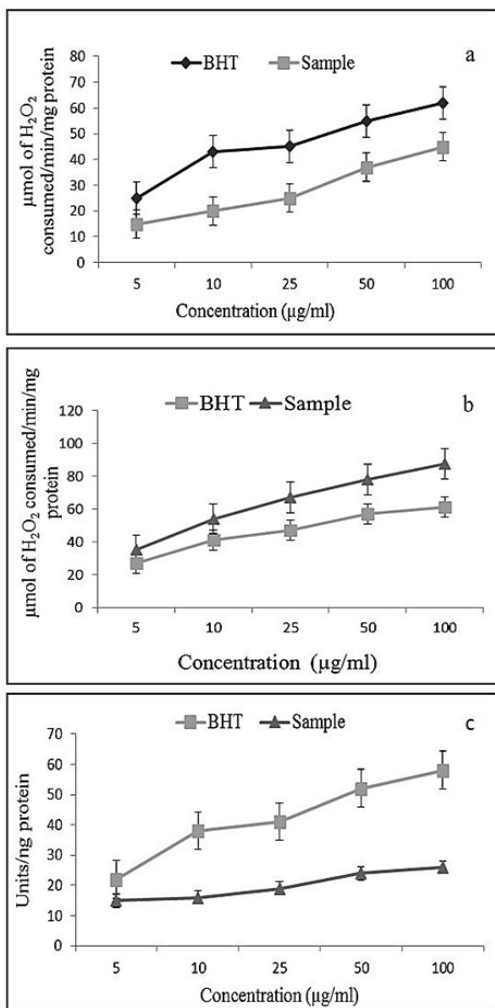 a
BHT Sample
µmol of H₂O₂
consumed/min/mg protein
80
70
60
50
40
30
20
10
0
5 10 25 50 100
Concentration (µg/ml)
b
BHT Sample
µmol of H₂O₂ consumed/min/mg
protein
120
100
80
60
40
20
0
5 10 25 50 100
Concentration (µg/ml)
c
BHT Sample
Units/ng protein
70
60
50
40
30
20
10
0
5 10 25 50 100
Concentration (µg/ml)